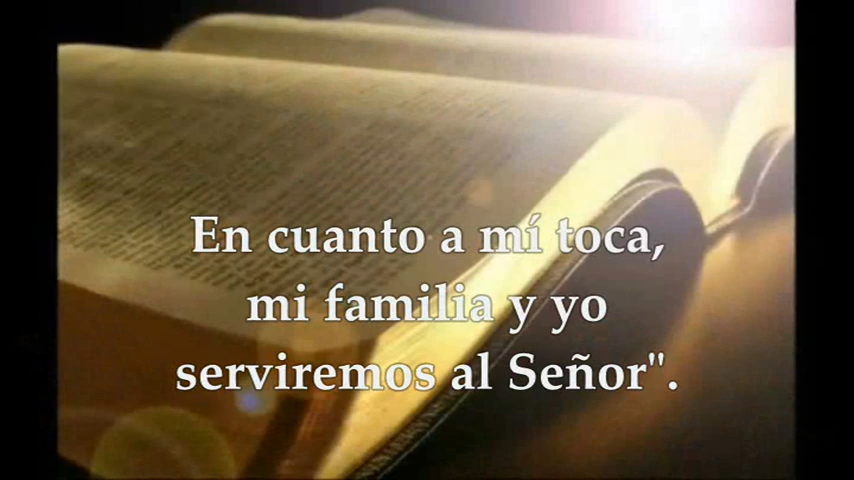 En cuanto a mí toca,
mi familia y yo
serviremos al Señor".